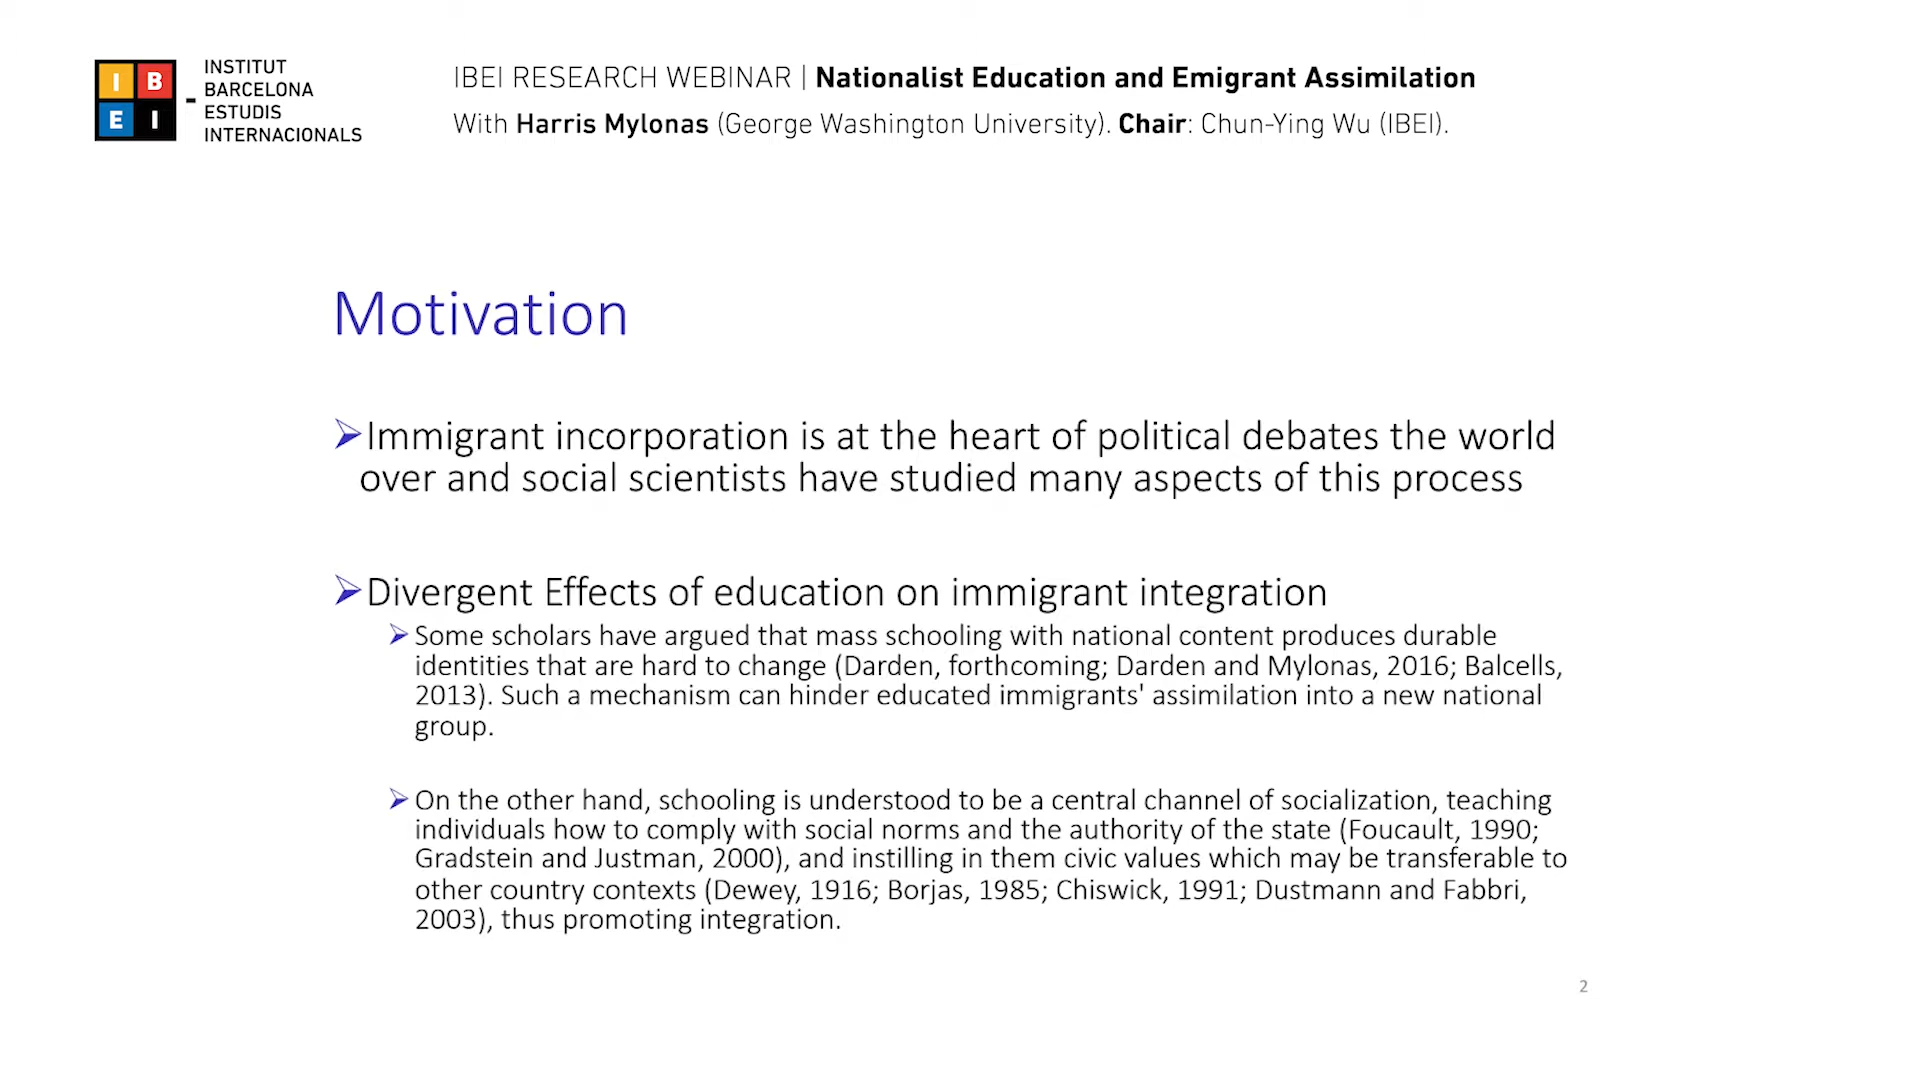 I B
E I
INSTITUT
BARCELONA
ESTUDIS
INTERNACIONALS
IBEI RESEARCH WEBINAR | Nationalist Education and Emigrant Assimilation
With Harris Mylonas (George Washington University). Chair: Chun-Ying Wu (IBEI).
Motivation
Immigrant incorporation is at the heart of political debates the world
over and social scientists have studied many aspects of this process
Divergent Effects of education on immigrant integration
Some scholars have argued that mass schooling with national content produces durable
identities that are hard to change (Darden, forthcoming; Darden and Mylonas, 2016; Balcells,
2013). Such a mechanism can hinder educated immigrants' assimilation into a new national
group.
On the other hand, schooling is understood to be a central channel of socialization, teaching
individuals how to comply with social norms and the authority of the state (Foucault, 1990;
Gradstein and Justman, 2000), and instilling in them civic values which may be transferable to
other country contexts (Dewey, 1916; Borjas, 1985; Chiswick, 1991; Dustmann and Fabbri,
2003), thus promoting integration.
2